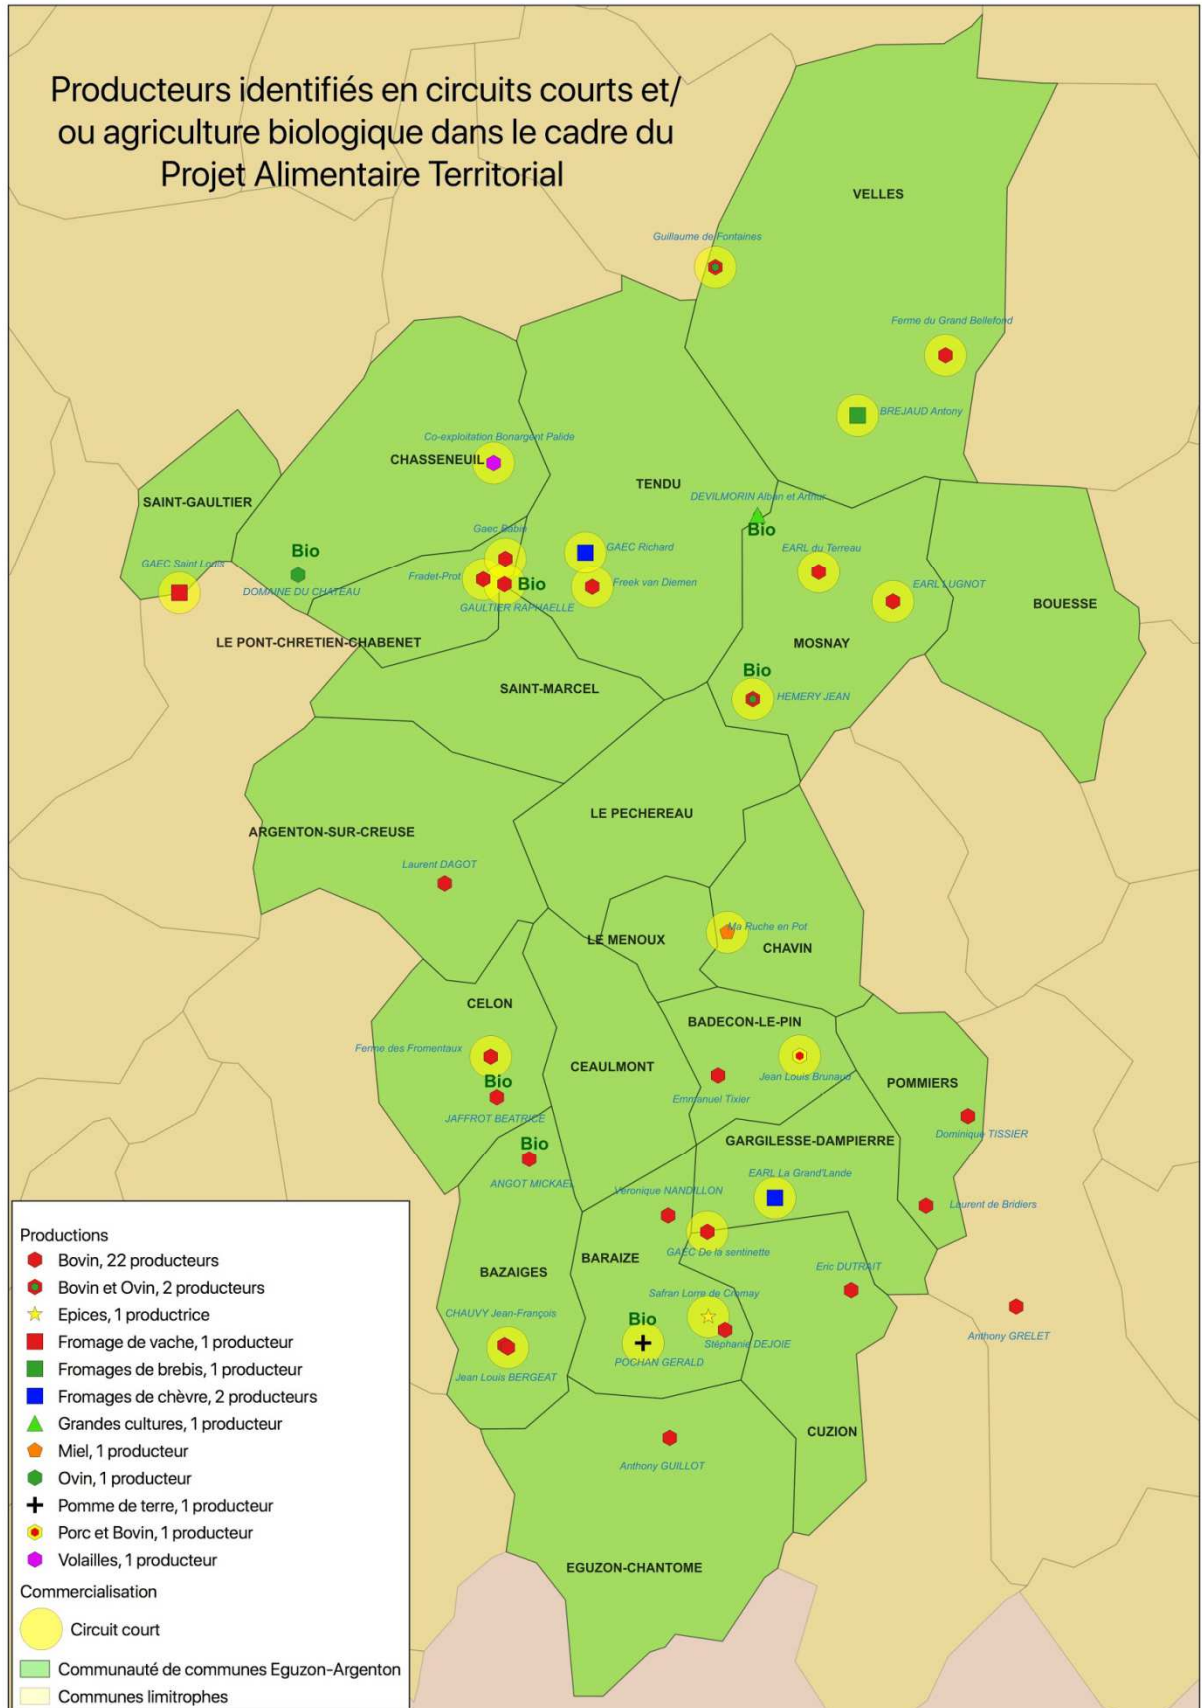 Producteurs identifiés en circuits courts et/
ou agriculture biologique dans le cadre du
Projet Alimentaire Territorial
VELLES
Guillaume de Fontaines
Ferme du Grand Bellefond
BREJAUD Antony
Co-exploitation Bonargent Palide
CHASSENEUIL
TENDU
SAINT-GAULTIER
DEVILMORIN Alban et Arthur
Bio
Gaec Babin
GAEC Richard
EARL du Terreau
Bio
GAEC Saint Louis
Fradet-Prot
Bio
Freek van Diemen
EARL LUGNOT
DOMAINE DU CHATEAU
GAULTIER RAPHAELLE
BOUESSE
LE PONT-CHRETIEN-CHABENET
MOSNAY
Bio
SAINT-MARCEL
HEMERY JEAN
LE PECHEREAU
ARGENTON-SUR-CREUSE
Laurent DAGOT
Ma Ruche en Pot
LE MENOUX
CHAVIN
CELON
BADECON-LE-PIN
Ferme des Fromentaux
CEAULMONT
Jean Louis Brunaud
POMMIERS
Bio
Emmanuel Tixier
JAFFROT BEATRICE
Dominique TISSIER
Bio
GARGILESSE-DAMPIERRE
ANGOT MICKAEL
EARL La Grand'Lande
Véronique NANDILLON
Laurent de Bridiers
GAEC De la sentinette
BARAIZE
BAZAIGES
Eric DUTRAIT
Safran Lorre de Cromay
CHAUVY Jean-François
Bio
Anthony GRELET
Stéphanie DEJOIE
POCHAN GERALD
Jean Louis BERGEAT
CUZION
Anthony GUILLOT
EGUZON-CHANTOME
Productions
Bovin, 22 producteurs
Bovin et Ovin, 2 producteurs
Epices, 1 productrice
Fromage de vache, 1 producteur
Fromages de brebis, 1 producteur
Fromages de chèvre, 2 producteurs
Grandes cultures, 1 producteur
Miel, 1 producteur
Ovin, 1 producteur
Pomme de terre, 1 producteur
Porc et Bovin, 1 producteur
Volailles, 1 producteur
Commercialisation
Circuit court
Communauté de communes Eguzon-Argenton
Communes limitrophes